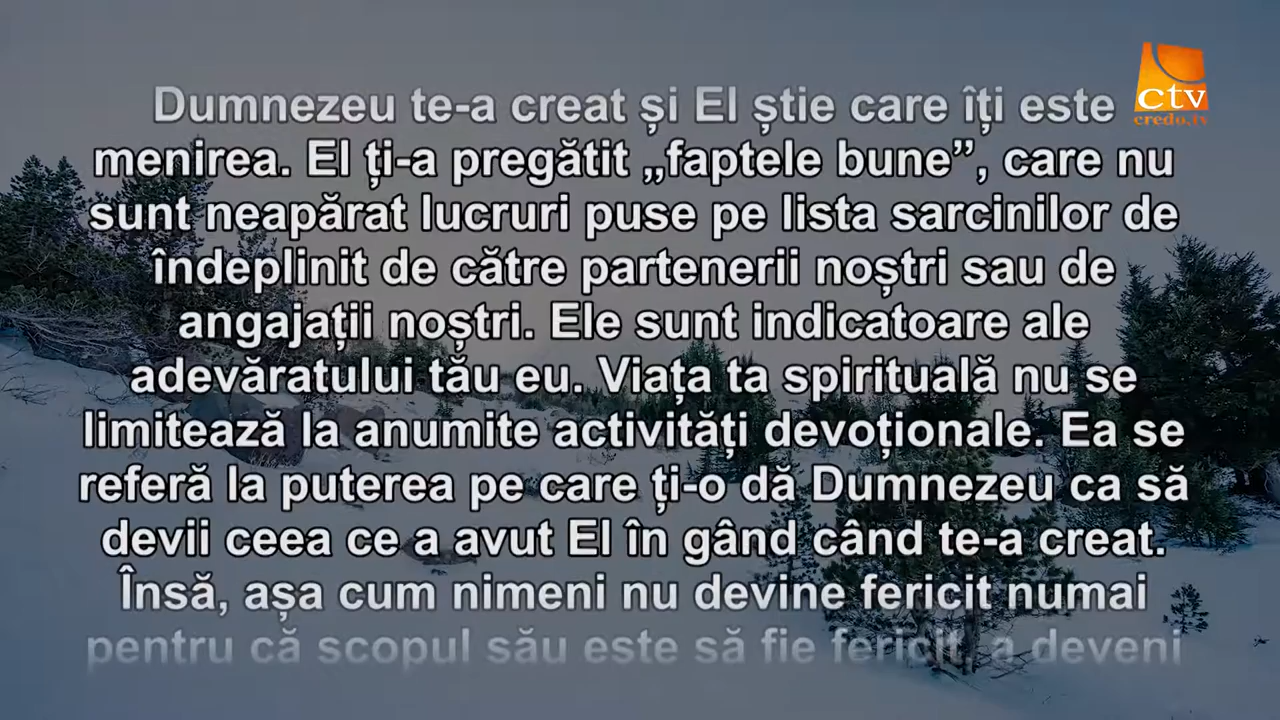 ctv
credo.tv
Dumnezeu te-a creat și El știe care îți este
menirea. El ți-a pregătit „faptele bune”, care nu
sunt neapărat lucruri puse pe lista sarcinilor de
îndeplinit de către partenerii noștri sau de
angajații noștri. Ele sunt indicatoare ale
adevăratului tău eu. Viața ta spirituală nu se
limitează la anumite activități devoționale. Ea se
referă la puterea pe care ți-o dă Dumnezeu ca să
devii ceea ce a avut El în gând când te-a creat.
Însă, așa cum nimeni nu devine fericit numai
pentru că scopul său este să fie fericit, a deveni